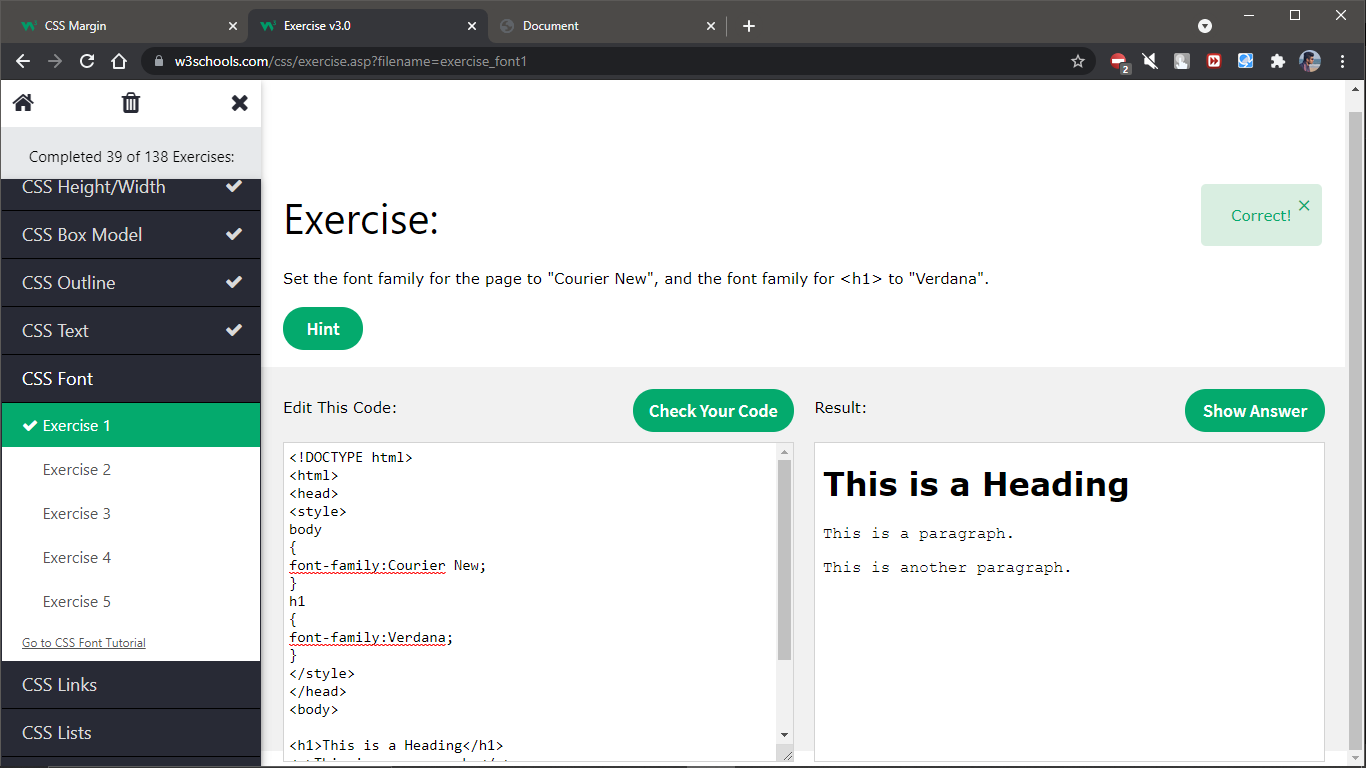 CSS Margin
Exercise v3.0
Document
w3schools.com/css/exercise.asp?filename=exercise_font1
2
Completed 39 of 138 Exercises:
CSS Height/Width
CSS Box Model
CSS Outline
CSS Text
CSS Font
Exercise 1
Exercise 2
Exercise 3
Exercise 4
Exercise 5
Go to CSS Font Tutorial
CSS Links
CSS Lists
Exercise:
Correct!
Set the font family for the page to "Courier New", and the font family for <h1> to "Verdana".
Hint
Edit This Code:
Check Your Code
<!DOCTYPE html>
<html>
<head>
<style>
body
{
font-family:Courier New;
}
h1
{
font-family:Verdana;
}
</style>
</head>
<body>
<h1>This is a Heading</h1>
Result:
Show Answer
This is a Heading
This is a paragraph.
This is another paragraph.